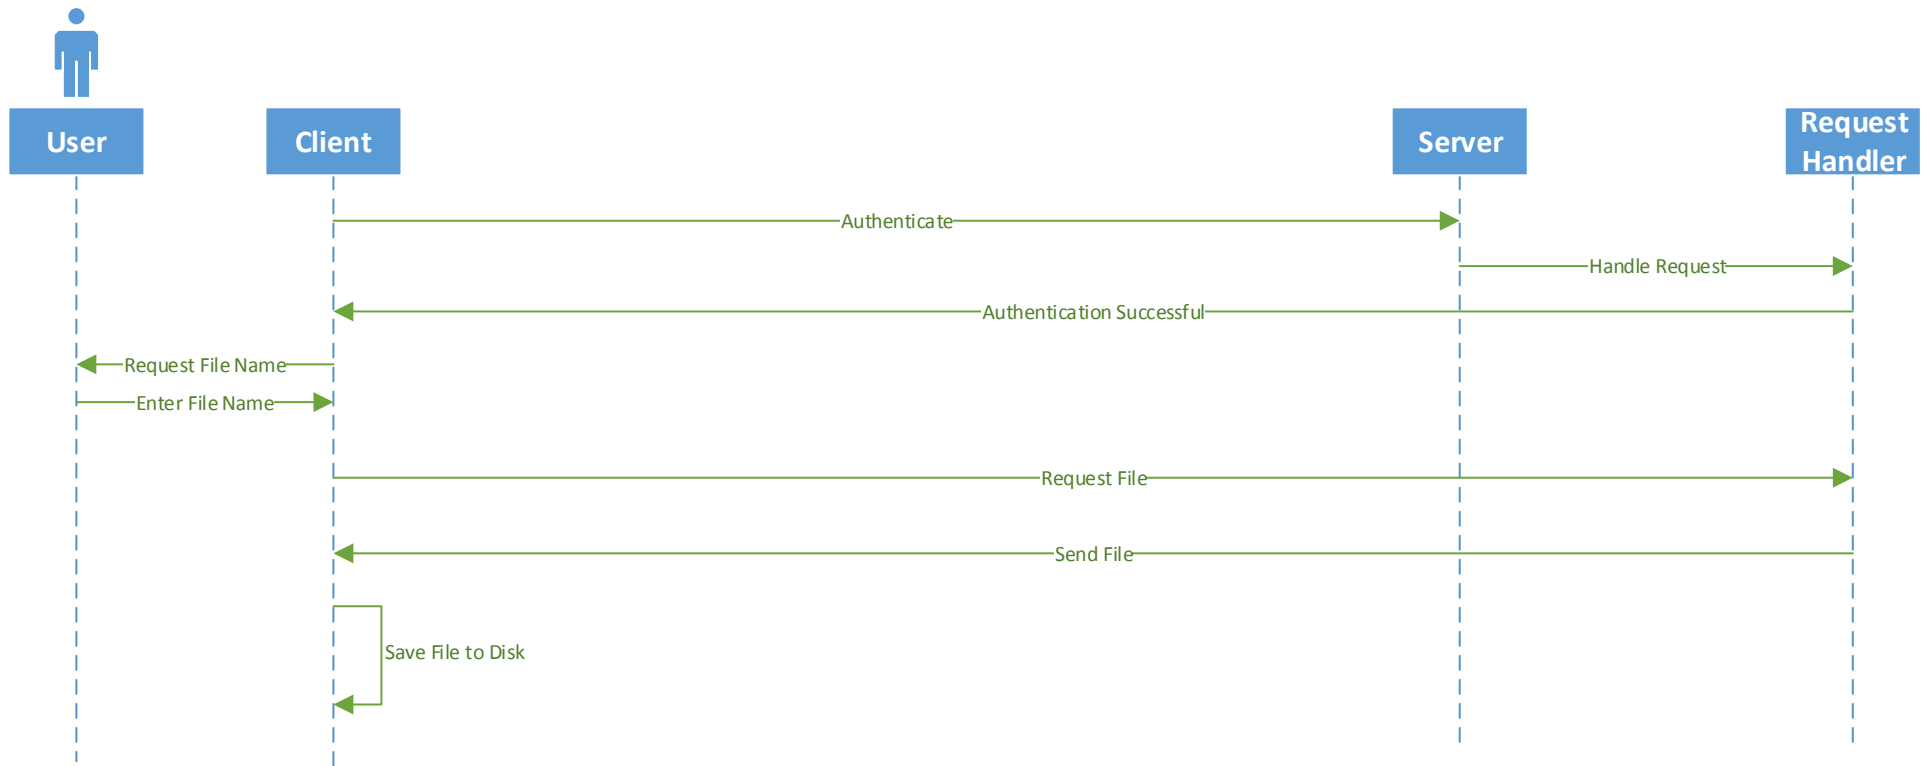 User
Client
Server
Request
Handler
Authenticate
Handle Request
Authentication Successful
Request File Name
Enter File Name
Request File
Send File
Save File to Disk